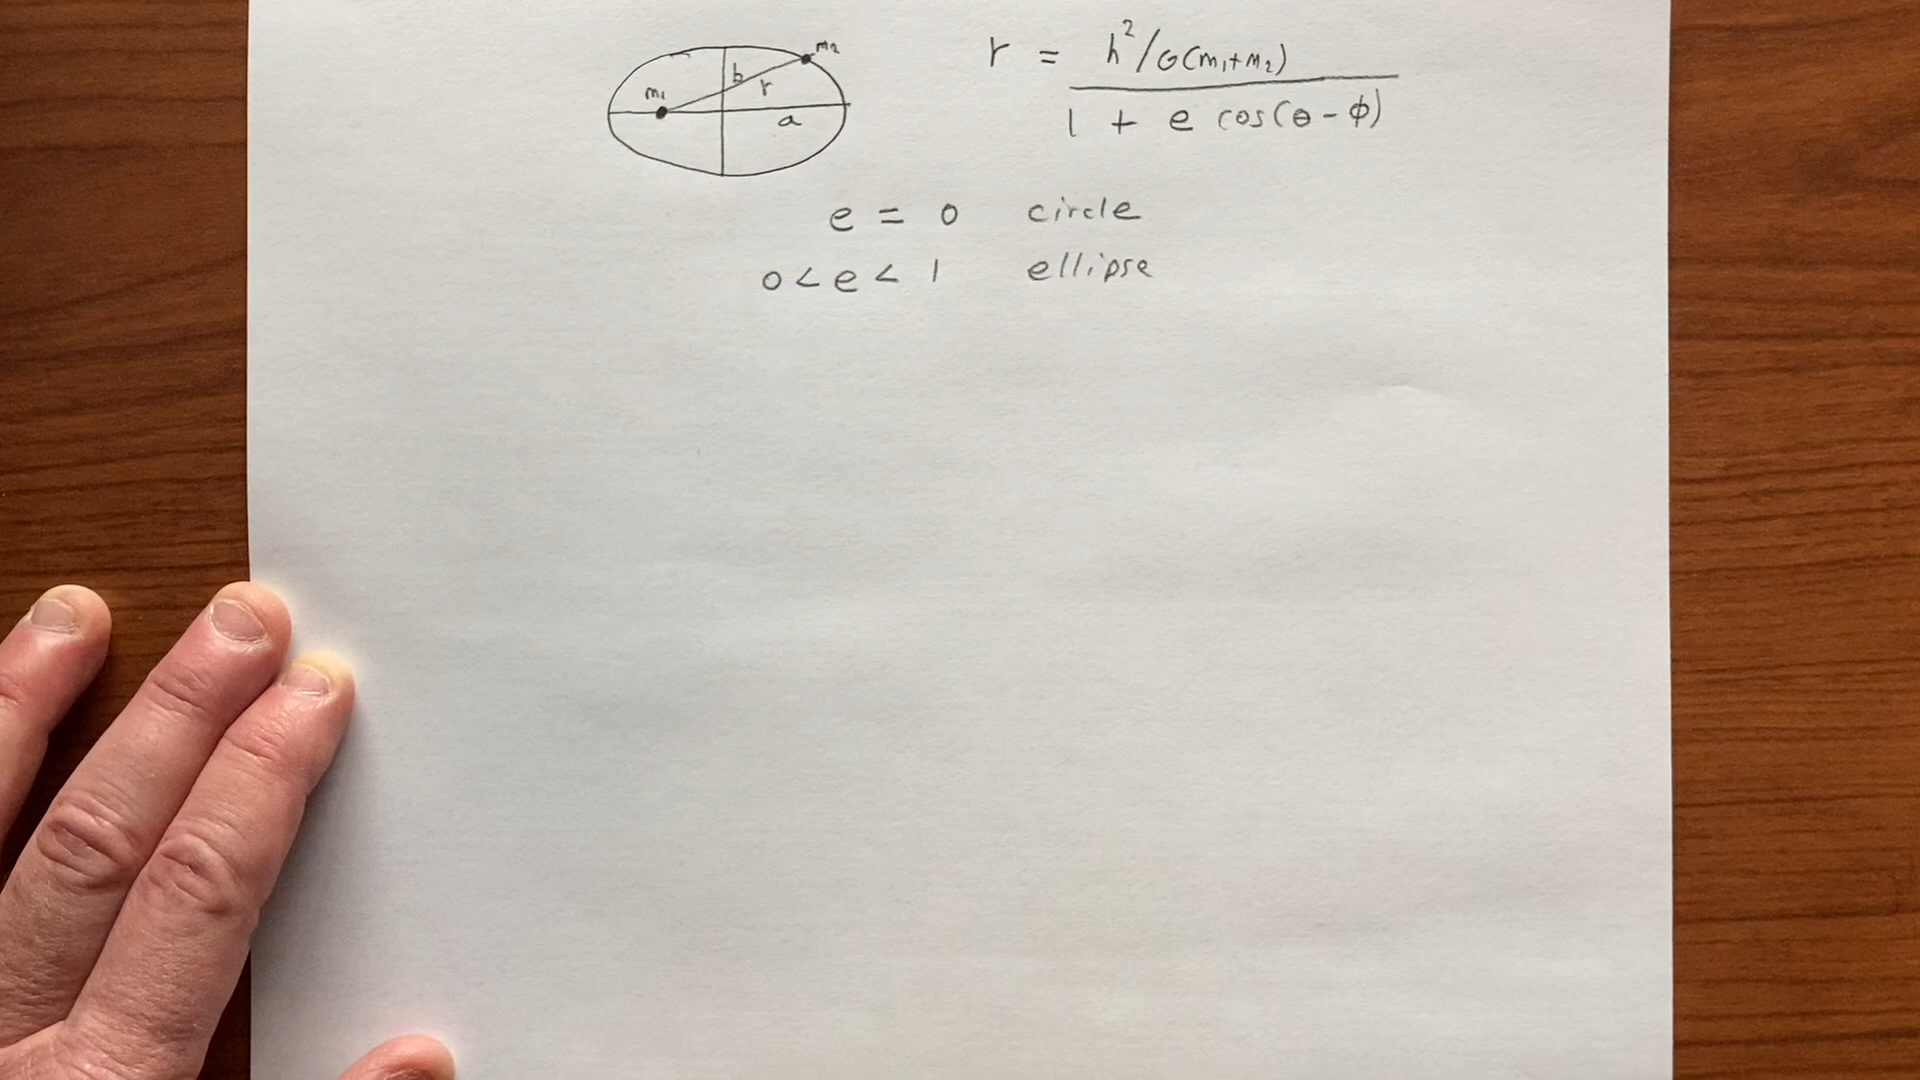 m₂
b
r
m₁
a
r = h²/G(m₁+m₂)
1 + e cos(θ - ϕ)
e = 0 circle
0 < e < 1 ellipse